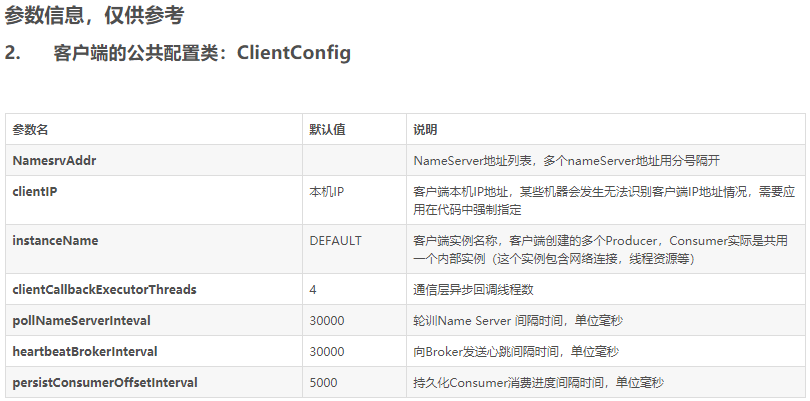 参数信息，仅供参考
2. 客户端的公共配置类：ClientConfig
参数名 默认值 说明
NamesrvAddr NameServer地址列表，多个nameServer地址用分号隔开
clientIP 本机IP 客户端本机IP地址，某些机器会发生无法识别客户端IP地址情况，需要应
用在代码中强制指定
instanceName DEFAULT 客户端实例名称，客户端创建的多个Producer，Consumer实际是共用
一个内部实例（这个实例包含网络连接，线程资源等）
clientCallbackExecutorThreads 4 通信层异步回调线程数
pollNameServerInteval 30000 轮训Name Server 间隔时间，单位毫秒
heartbeatBrokerInterval 30000 向Broker发送心跳间隔时间，单位毫秒
persistConsumerOffsetInterval 5000 持久化Consumer消费进度间隔时间，单位毫秒